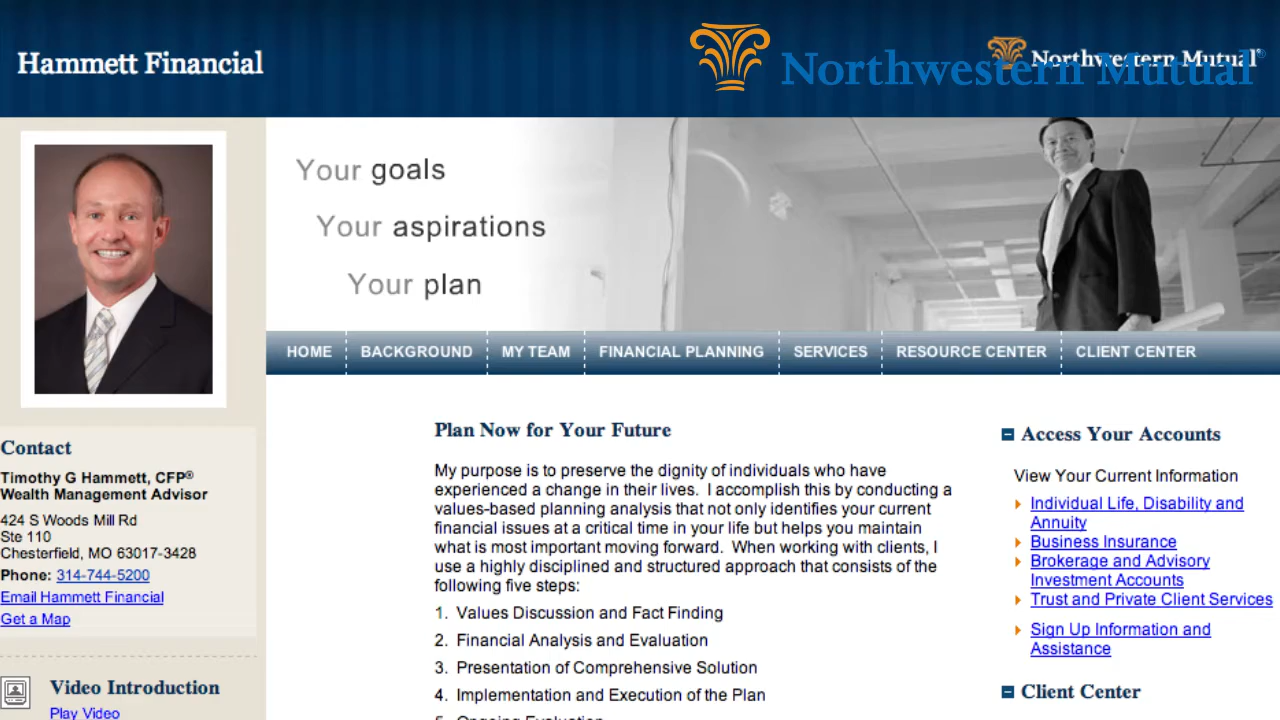 Hammett Financial
Northwestern Mutual®
Northwestern Mutual®
Your goals
Your aspirations
Your plan
HOME BACKGROUND MY TEAM FINANCIAL PLANNING SERVICES RESOURCE CENTER CLIENT CENTER
Contact
Timothy G Hammett, CFP®
Wealth Management Advisor
424 S Woods Mill Rd
Ste 110
Chesterfield, MO 63017-3428
Phone: 314-744-5200
Email Hammett Financial
Get a Map
Video Introduction
Play Video
Plan Now for Your Future
My purpose is to preserve the dignity of individuals who have
experienced a change in their lives. I accomplish this by conducting a
values-based planning analysis that not only identifies your current
financial issues at a critical time in your life but helps you maintain
what is most important moving forward. When working with clients, I
use a highly disciplined and structured approach that consists of the
following five steps:
1. Values Discussion and Fact Finding
2. Financial Analysis and Evaluation
3. Presentation of Comprehensive Solution
4. Implementation and Execution of the Plan
5. Ongoing Evaluation
Access Your Accounts
View Your Current Information
Individual Life, Disability and
Annuity
Business Insurance
Brokerage and Advisory
Investment Accounts
Trust and Private Client Services
Sign Up Information and
Assistance
Client Center